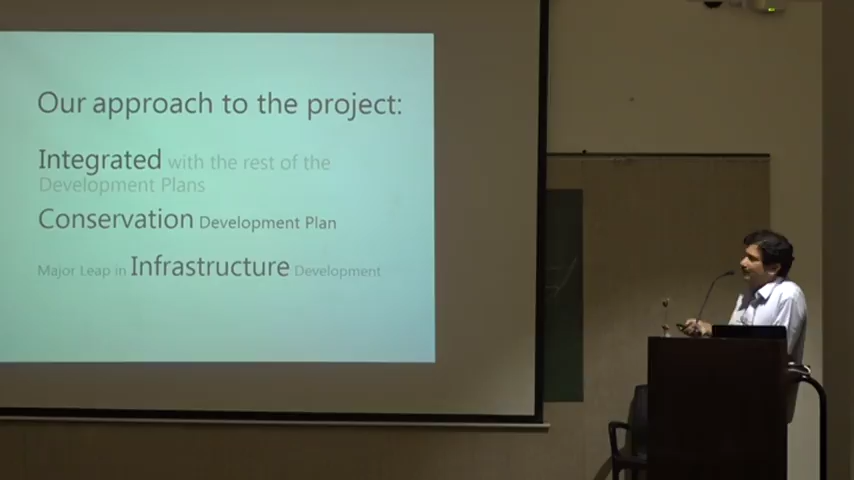 Our approach to the project:
Integrated with the rest of the
Development Plans
Conservation Development Plan
Major Leap in Infrastructure Development